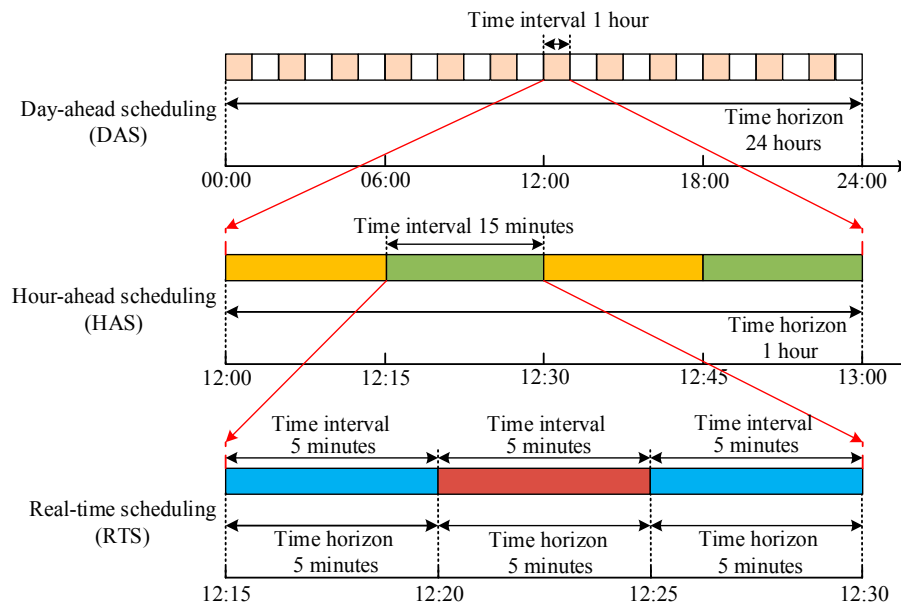 Time interval 1 hour
Day-ahead scheduling
(DAS)
Time horizon
24 hours
00:00
06:00
12:00
18:00
24:00
Time interval 15 minutes
Hour-ahead scheduling
(HAS)
Time horizon
1 hour
12:00
12:15
12:30
12:45
13:00
Time interval
5 minutes
Time interval
5 minutes
Time interval
5 minutes
Real-time scheduling
(RTS)
Time horizon
5 minutes
Time horizon
5 minutes
Time horizon
5 minutes
12:15
12:20
12:25
12:30